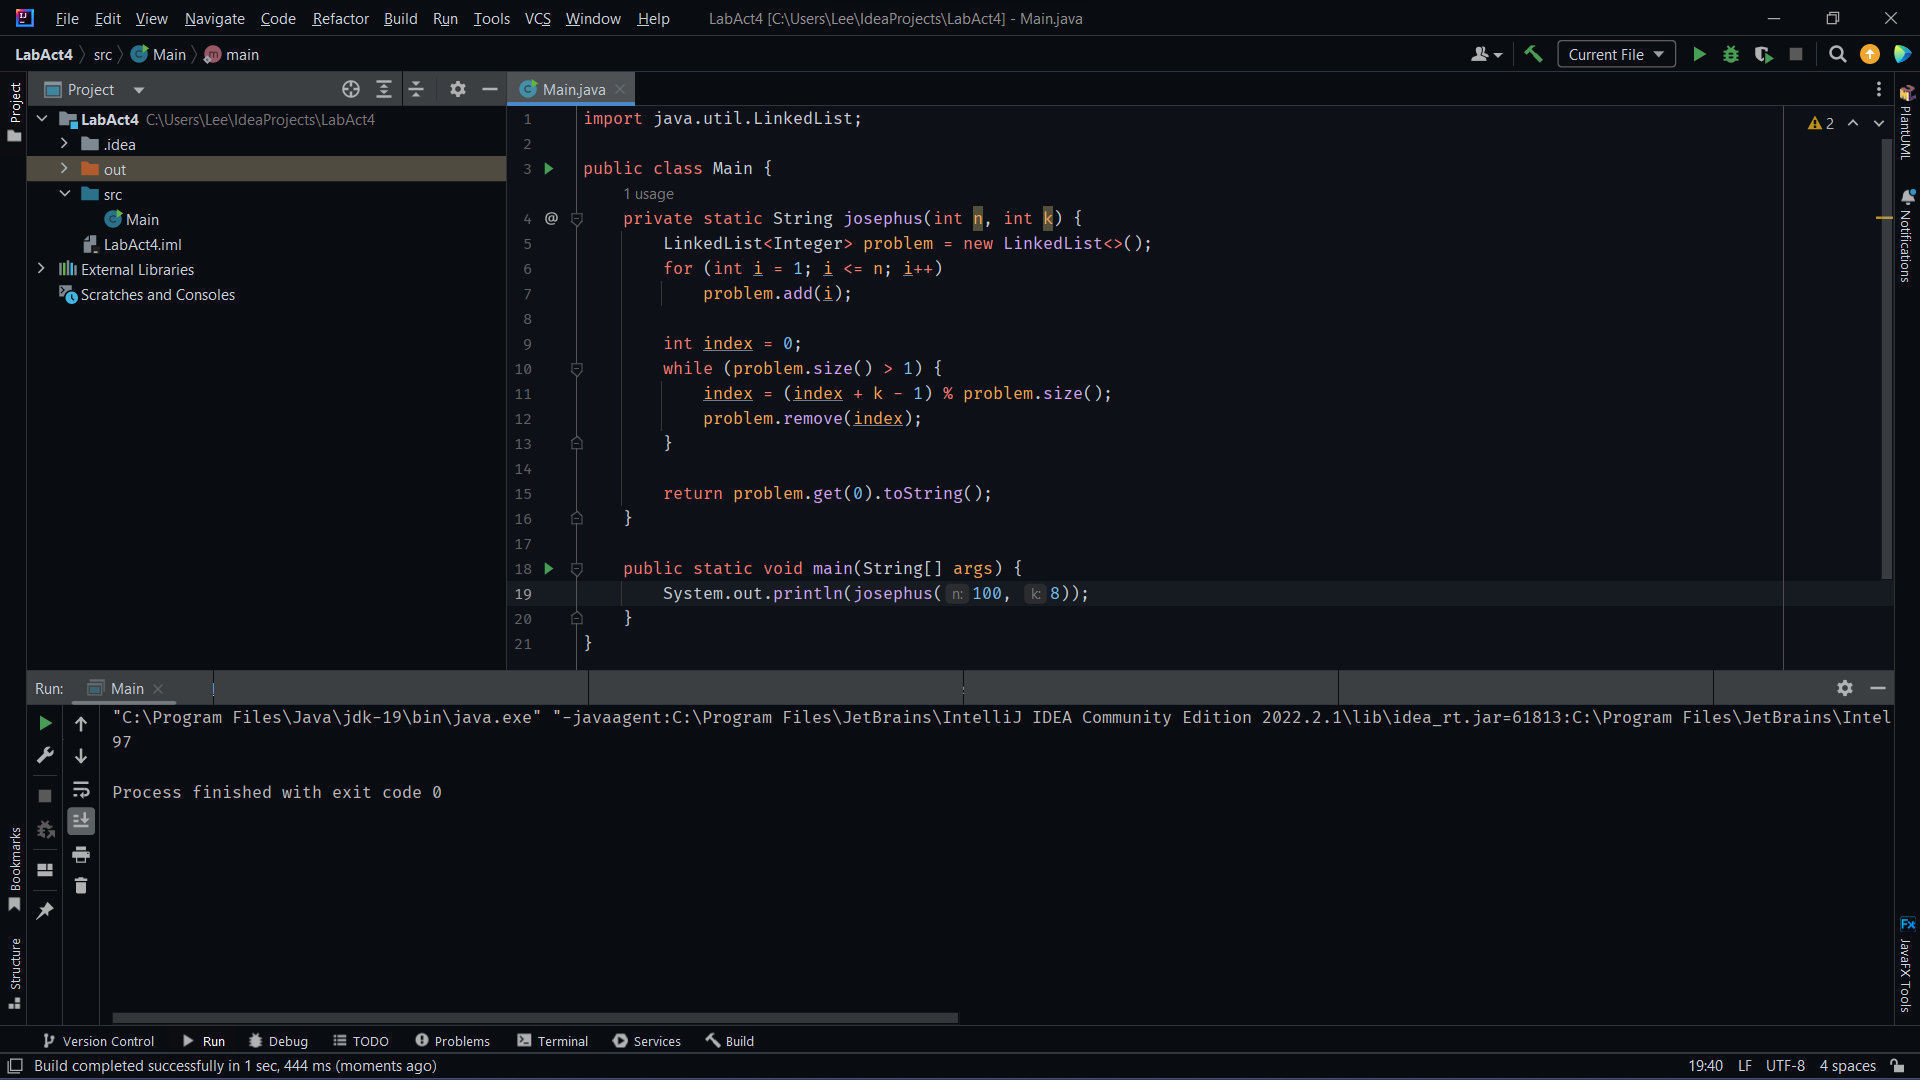 File Edit View Navigate Code Refactor Build Run Tools VCS Window Help LabAct4 [C:\Users\Lee\IdeaProjects\LabAct4] - Main.java
LabAct4 src Main main Current File
Project
Main.java
LabAct4 C:\Users\Lee\IdeaProjects\LabAct4
.idea
out
src
Main
LabAct4.iml
External Libraries
Scratches and Consoles
2
1 import java.util.LinkedList;
2
3 public class Main {
1 usage
4 @ private static String josephus(int n, int k) {
5 LinkedList<Integer> problem = new LinkedList<>();
6 for (int i = 1; i <= n; i++)
7 problem.add(i);
8
9 int index = 0;
10 while (problem.size() > 1) {
11 index = (index + k - 1) % problem.size();
12 problem.remove(index);
13 }
14
15 return problem.get(0).toString();
16 }
17
18 public static void main(String[] args) {
19 System.out.println(josephus( n: 100, k: 8));
20 }
21 }
Run: Main
"C:\Program Files\Java\jdk-19\bin\java.exe" "-javaagent:C:\Program Files\JetBrains\IntelliJ IDEA Community Edition 2022.2.1\lib\idea_rt.jar=61813:C:\Program Files\JetBrains\Intel
97
Process finished with exit code 0
Project
Bookmarks
Structure
PlantUML
Notifications
Fx
JavaFX Tools
Version Control Run Debug TODO Problems Terminal Services Build
Build completed successfully in 1 sec, 444 ms (moments ago) 19:40 LF UTF-8 4 spaces